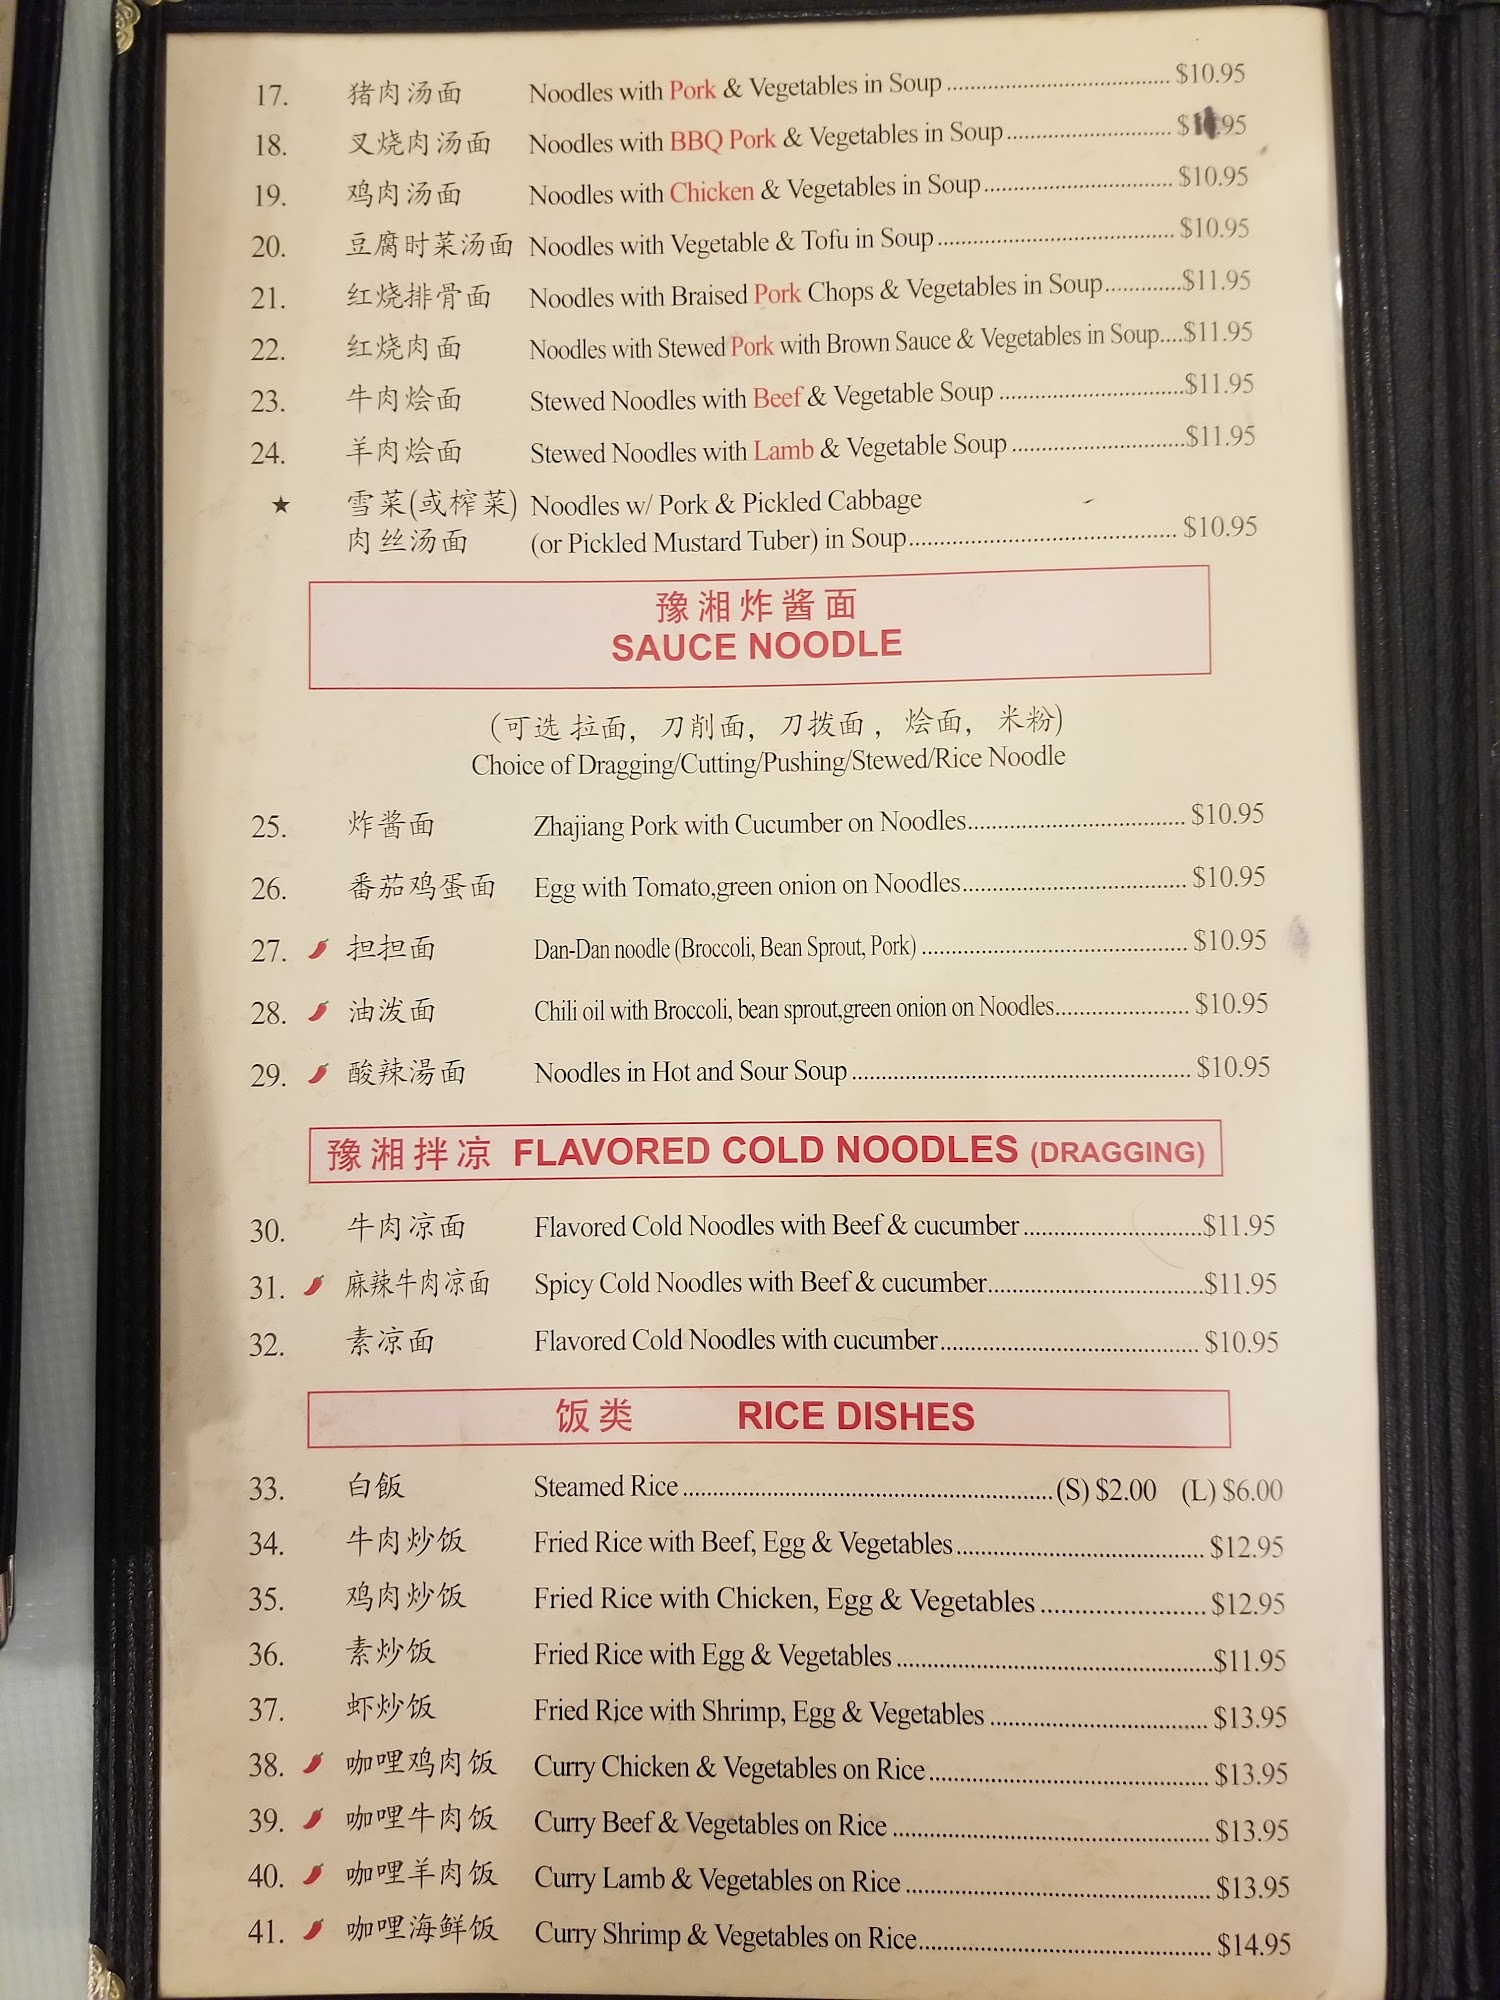 17. 猪肉汤面 Noodles with Pork & Vegetables in Soup $10.95
18. 叉烧肉汤面 Noodles with BBQ Pork & Vegetables in Soup
19. 鸡肉汤面 Noodles with Chicken & Vegetables in Soup $10.95
20. 豆腐时菜汤面 Noodles with Vegetable & Tofu in Soup $10.95
21. 红烧排骨面 Noodles with Braised Pork Chops & Vegetables in Soup $11.95
22. 红烧肉面 Noodles with Stewed Pork with Brown Sauce & Vegetables in Soup $11.95
23. 牛肉烩面 Stewed Noodles with Beef & Vegetable Soup $11.95
24. 羊肉烩面 Stewed Noodles with Lamb & Vegetable Soup $11.95
★ 雪菜(或榨菜) Noodles w/ Pork & Pickled Cabbage
肉丝汤面 (or Pickled Mustard Tuber) in Soup $10.95
豫湘炸酱面
SAUCE NOODLE
(可选 拉面, 刀削面, 刀拨面, 烩面, 米粉)
Choice of Dragging/Cutting/Pushing/Stewed/Rice Noodle
25. 炸酱面 Zhajiang Pork with Cucumber on Noodles $10.95
26. 番茄鸡蛋面 Egg with Tomato,green onion on Noodles $10.95
27. 担担面 Dan-Dan noodle (Broccoli, Bean Sprout, Pork) $10.95
28. 油泼面 Chili oil with Broccoli, bean sprout,green onion on Noodles $10.95
29. 酸辣湯面 Noodles in Hot and Sour Soup $10.95
豫湘拌凉 FLAVORED COLD NOODLES (DRAGGING)
30. 牛肉凉面 Flavored Cold Noodles with Beef & cucumber $11.95
31. 麻辣牛肉凉面 Spicy Cold Noodles with Beef & cucumber $11.95
32. 素凉面 Flavored Cold Noodles with cucumber $10.95
饭类 RICE DISHES
33. 白飯 Steamed Rice (S) $2.00 (L) $6.00
34. 牛肉炒饭 Fried Rice with Beef, Egg & Vegetables $12.95
35. 鸡肉炒饭 Fried Rice with Chicken, Egg & Vegetables $12.95
36. 素炒饭 Fried Rice with Egg & Vegetables $11.95
37. 虾炒饭 Fried Rice with Shrimp, Egg & Vegetables $13.95
38. 咖哩鸡肉饭 Curry Chicken & Vegetables on Rice $13.95
39. 咖哩牛肉饭 Curry Beef & Vegetables on Rice $13.95
40. 咖哩羊肉饭 Curry Lamb & Vegetables on Rice $13.95
41. 咖哩海鲜饭 Curry Shrimp & Vegetables on Rice $14.95